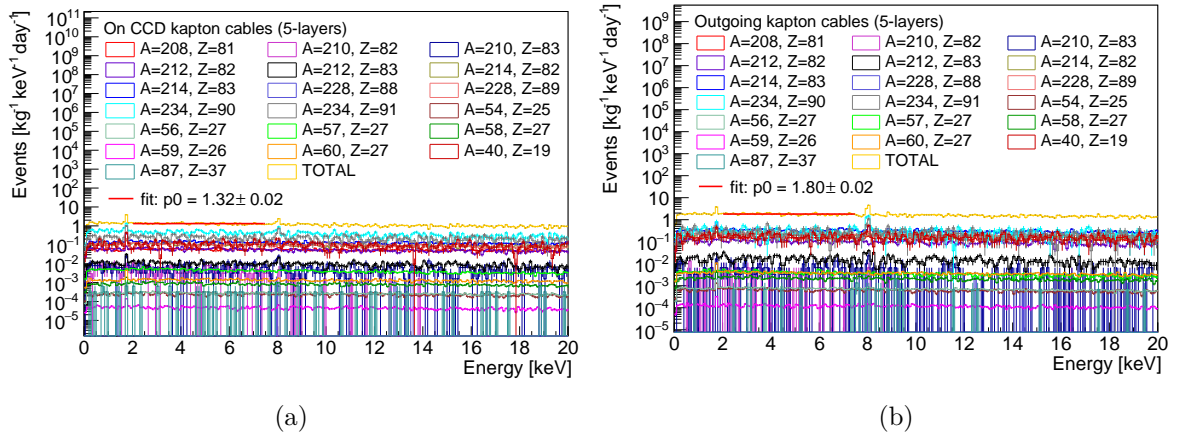 On CCD kapton cables (5-layers)
A=208, Z=81 A=210, Z=82 A=210, Z=83
A=212, Z=82 A=212, Z=83 A=214, Z=82
A=214, Z=83 A=228, Z=88 A=228, Z=89
A=234, Z=90 A=234, Z=91 A=54, Z=25
A=56, Z=27 A=57, Z=27 A=58, Z=27
A=59, Z=26 A=60, Z=27 A=40, Z=19
A=87, Z=37 TOTAL
fit: p0 = 1.32± 0.02
Events [kg⁻¹ keV⁻¹ day⁻¹]
10¹¹
10¹⁰
10⁹
10⁸
10⁷
10⁶
10⁵
10⁴
10³
10²
10
1
10⁻¹
10⁻²
10⁻³
10⁻⁴
10⁻⁵
0 2 4 6 8 10 12 14 16 18 20
Energy [keV]
(a)
Outgoing kapton cables (5-layers)
A=208, Z=81 A=210, Z=82 A=210, Z=83
A=212, Z=82 A=212, Z=83 A=214, Z=82
A=214, Z=83 A=228, Z=88 A=228, Z=89
A=234, Z=90 A=234, Z=91 A=54, Z=25
A=56, Z=27 A=57, Z=27 A=58, Z=27
A=59, Z=26 A=60, Z=27 A=40, Z=19
A=87, Z=37 TOTAL
fit: p0 = 1.80± 0.02
Events [kg⁻¹ keV⁻¹ day⁻¹]
10⁹
10⁸
10⁷
10⁶
10⁵
10⁴
10³
10²
10
1
10⁻¹
10⁻²
10⁻³
10⁻⁴
10⁻⁵
0 2 4 6 8 10 12 14 16 18 20
Energy [keV]
(b)